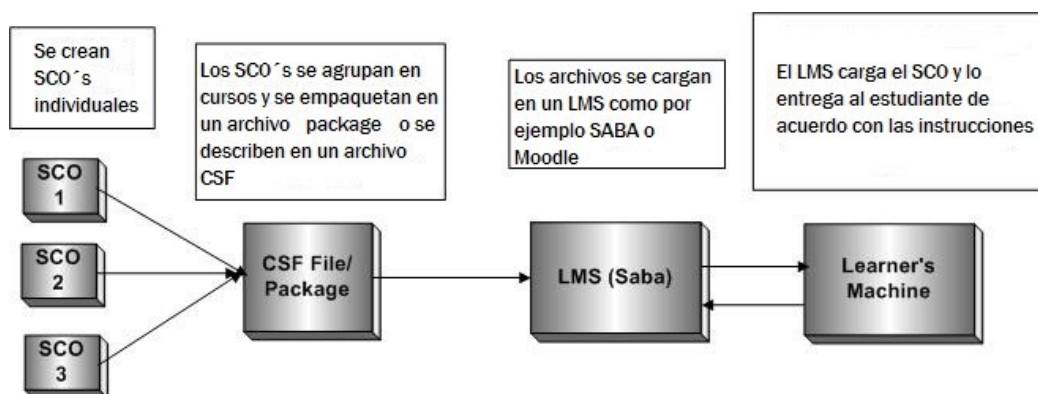 Se crean
SCO´s
individuales
Los SCO´s se agrupan en
cursos y se empaquetan en
un archivo package o se
describen en un archivo
CSF
Los archivos se cargan
en un LMS como por
ejemplo SABA o
Moodle
El LMS carga el SCO y lo
entrega al estudiante de
acuerdo con las instrucciones
SCO
1
SCO
2
SCO
3
CSF File/
Package
LMS (Saba)
Learner's
Machine